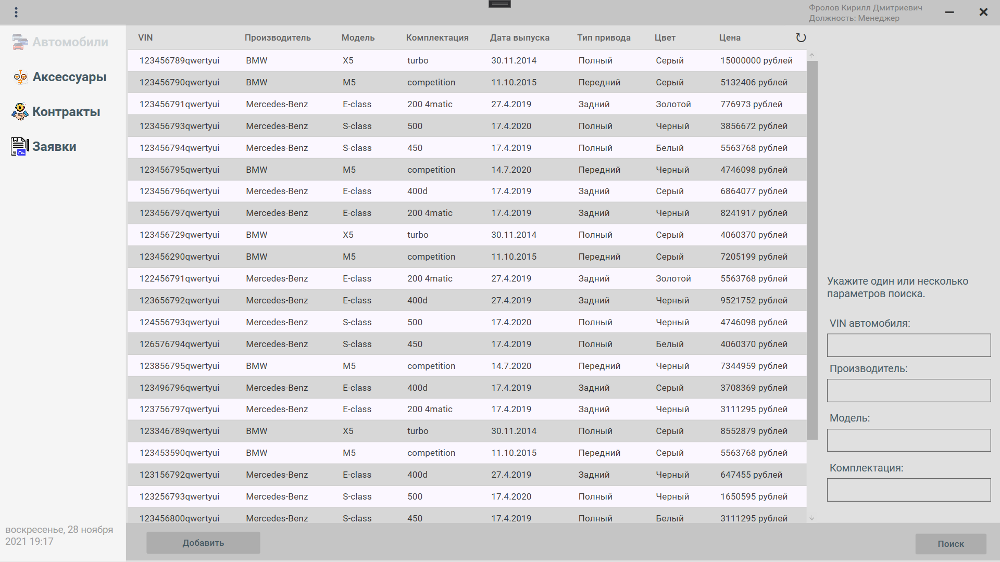 Фролов Кирилл Дмитриевич
Должность: Менеджер
Автомобили
Аксессуары
Контракты
Заявки
VIN Производитель Модель Комплектация Дата выпуска Тип привода Цвет Цена
123456789qwertyui BMW X5 turbo 30.11.2014 Полный Серый 15000000 рублей
123456790qwertyui BMW M5 competition 11.10.2015 Передний Серый 5132406 рублей
123456791qwertyui Mercedes-Benz E-class 200 4matic 27.4.2019 Задний Золотой 776973 рублей
123456793qwertyui Mercedes-Benz S-class 500 17.4.2020 Полный Черный 3856672 рублей
123456794qwertyui Mercedes-Benz S-class 450 17.4.2019 Полный Белый 5563768 рублей
123456795qwertyui BMW M5 competition 14.7.2020 Передний Черный 4746098 рублей
123456796qwertyui Mercedes-Benz E-class 400d 17.4.2019 Задний Серый 6864077 рублей
123456797qwertyui Mercedes-Benz E-class 200 4matic 17.4.2019 Задний Черный 8241917 рублей
123456729qwertyui BMW X5 turbo 30.11.2014 Полный Серый 4060370 рублей
123456290qwertyui BMW M5 competition 11.10.2015 Передний Серый 7205199 рублей
122456791qwertyui Mercedes-Benz E-class 200 4matic 27.4.2019 Задний Золотой 5563768 рублей
123656792qwertyui Mercedes-Benz E-class 400d 27.4.2019 Задний Черный 9521752 рублей
124556793qwertyui Mercedes-Benz S-class 500 17.4.2020 Полный Черный 4746098 рублей
126576794qwertyui Mercedes-Benz S-class 450 17.4.2019 Полный Белый 4060370 рублей
123856795qwertyui BMW M5 competition 14.7.2020 Передний Черный 7344959 рублей
123496796qwertyui Mercedes-Benz E-class 400d 17.4.2019 Задний Серый 3708369 рублей
123756797qwertyui Mercedes-Benz E-class 200 4matic 17.4.2019 Задний Черный 3111295 рублей
123346789qwertyui BMW X5 turbo 30.11.2014 Полный Серый 8552879 рублей
123453590qwertyui BMW M5 competition 11.10.2015 Передний Серый 5563768 рублей
123156792qwertyui Mercedes-Benz E-class 400d 27.4.2019 Задний Черный 647455 рублей
123256793qwertyui Mercedes-Benz S-class 500 17.4.2020 Полный Черный 1650595 рублей
123456800qwertyui Mercedes-Benz S-class 450 17.4.2019 Полный Белый 3111295 рублей
Укажите один или несколько
параметров поиска.
VIN автомобиля:
Производитель:
Модель:
Комплектация:
воскресенье, 28 ноября
2021 19:17
Добавить
Поиск